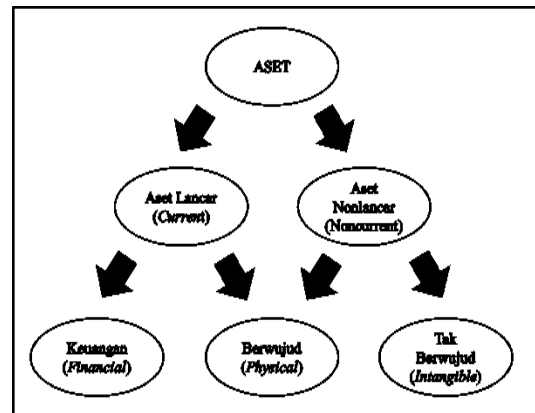 ASET
Aset Lancar
(Current)
Aset
Nonlancar
(Noncurrent)
Keuangan
(Financial)
Berwujud
(Physical)
Tak
Berwujud
(Intangible)